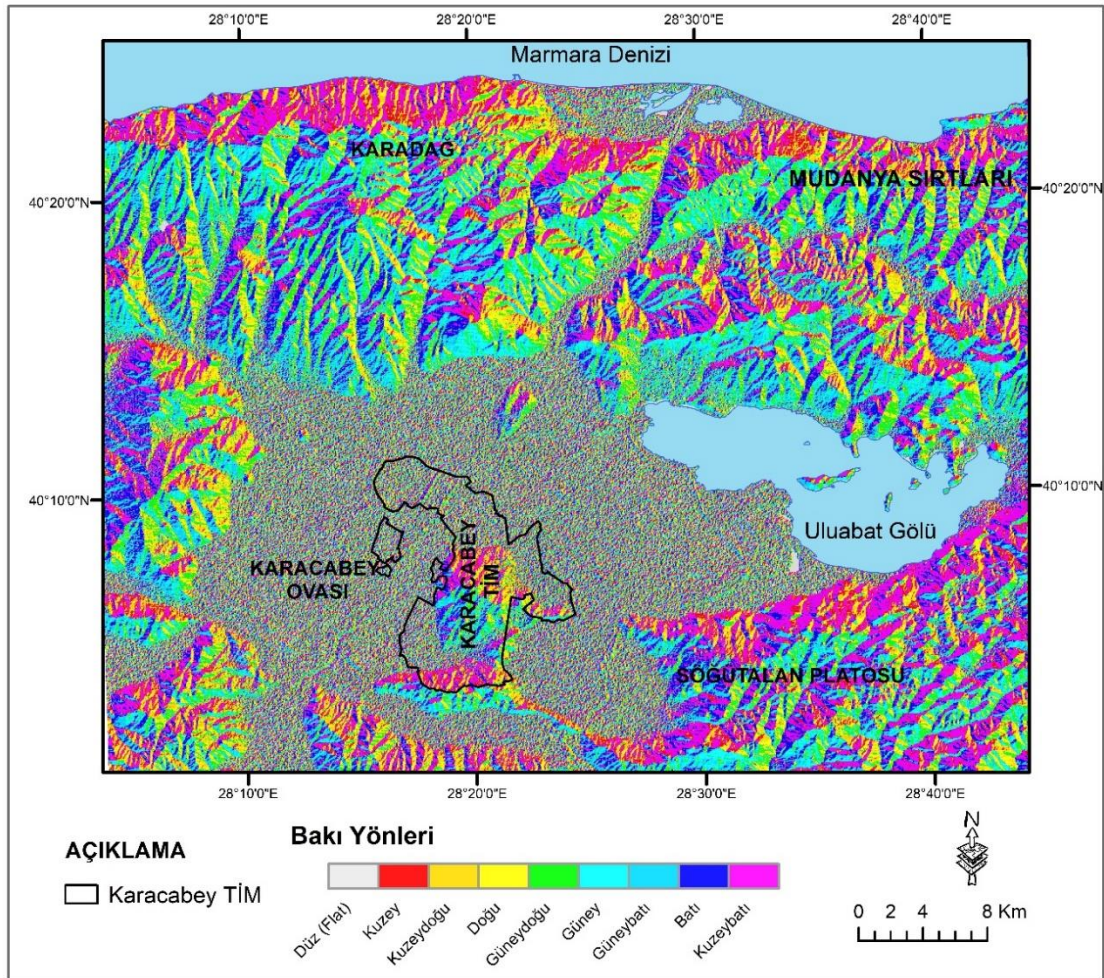 28°10'0"E 28°20'0"E 28°30'0"E 28°40'0"E
Marmara Denizi
KARADAĞ
MUDANYA SIRTLARI
40°20'0"N 40°20'0"N
40°10'0"N 40°10'0"N
Uluabat Gölü
KARACABEY
OVASI
KARACABEY
TİM
SÖĞÜTALAN PLATOSU
28°10'0"E 28°20'0"E 28°30'0"E 28°40'0"E
AÇIKLAMA
Karacabey TİM
Bakı Yönleri
Düz (Flat)
Kuzey
Kuzeydoğu
Doğu
Güneydoğu
Güney
Güneybatı
Batı
Kuzeybatı
N
0 2 4 8 Km